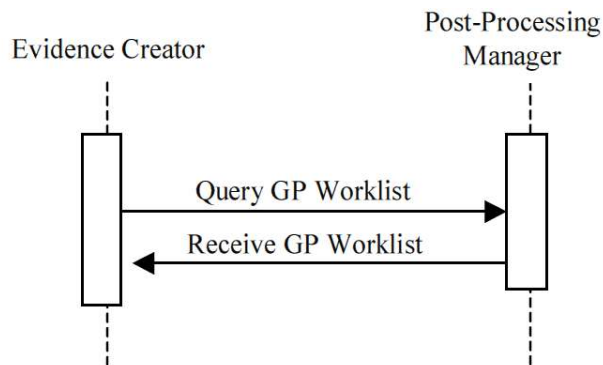 Evidence Creator
Post-Processing
Manager
Query GP Worklist
Receive GP Worklist